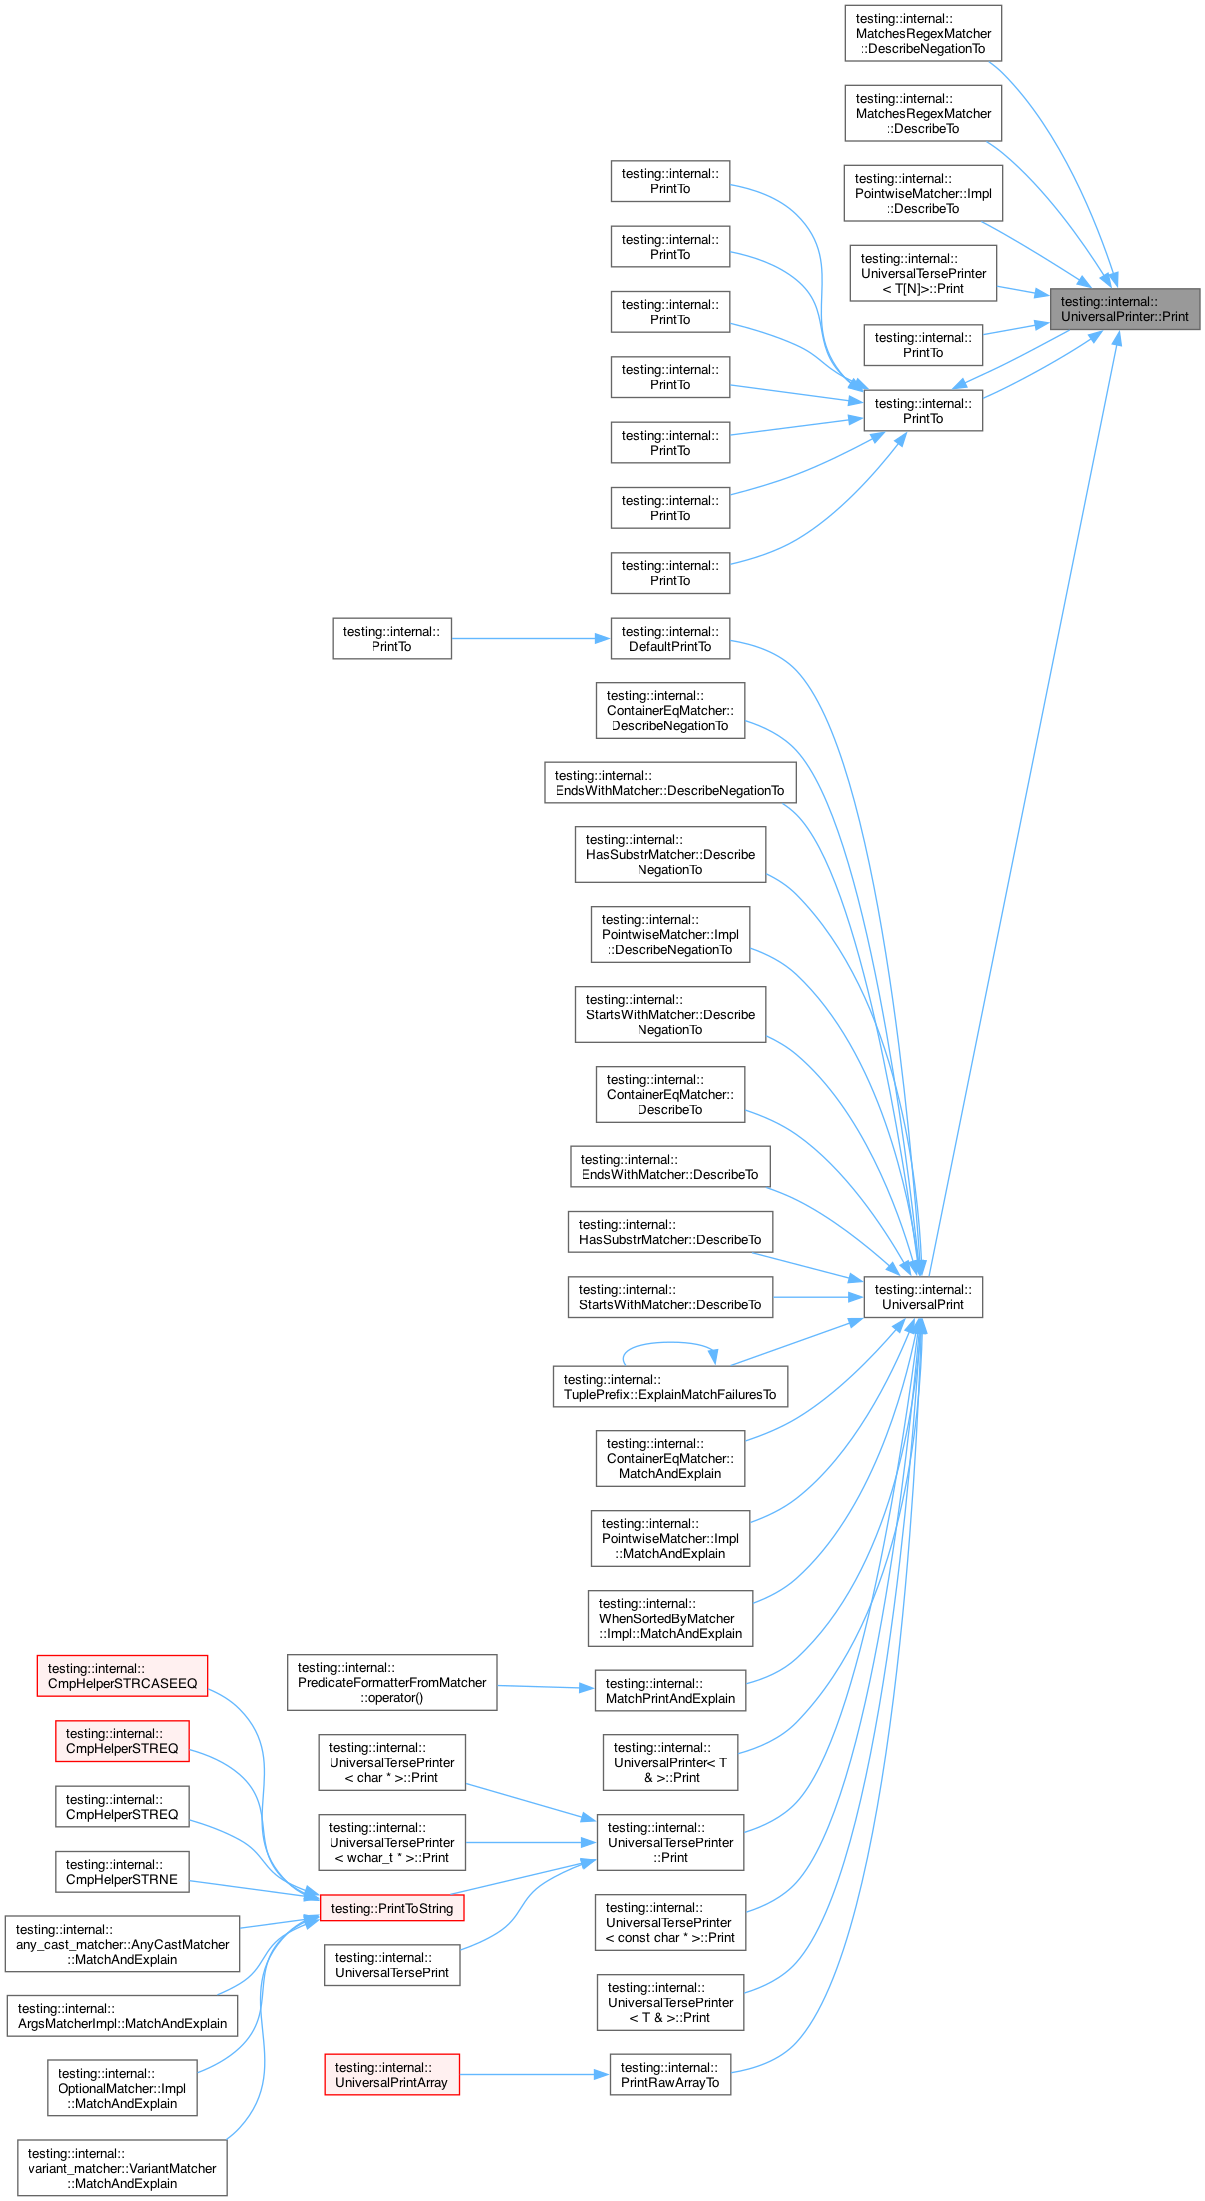 testing::internal::
MatchesRegexMatcher
::DescribeNegationTo
testing::internal::
MatchesRegexMatcher
::DescribeTo
testing::internal::
PointwiseMatcher::Impl
::DescribeTo
testing::internal::
UniversalTersePrinter
< T[N]>::Print
testing::internal::
UniversalPrinter::Print
testing::internal::
PrintTo
testing::internal::
PrintTo
testing::internal::
PrintTo
testing::internal::
PrintTo
testing::internal::
PrintTo
testing::internal::
PrintTo
testing::internal::
PrintTo
testing::internal::
PrintTo
testing::internal::
PrintTo
testing::internal::
PrintTo
testing::internal::
DefaultPrintTo
testing::internal::
ContainerEqMatcher::
DescribeNegationTo
testing::internal::
EndsWithMatcher::DescribeNegationTo
testing::internal::
HasSubstrMatcher::Describe
NegationTo
testing::internal::
PointwiseMatcher::Impl
::DescribeNegationTo
testing::internal::
StartsWithMatcher::Describe
NegationTo
testing::internal::
ContainerEqMatcher::
DescribeTo
testing::internal::
EndsWithMatcher::DescribeTo
testing::internal::
HasSubstrMatcher::DescribeTo
testing::internal::
StartsWithMatcher::DescribeTo
testing::internal::
UniversalPrint
testing::internal::
TuplePrefix::ExplainMatchFailuresTo
testing::internal::
ContainerEqMatcher::
MatchAndExplain
testing::internal::
PointwiseMatcher::Impl
::MatchAndExplain
testing::internal::
WhenSortedByMatcher
::Impl::MatchAndExplain
testing::internal::
PredicateFormatterFromMatcher
::operator()
testing::internal::
MatchPrintAndExplain
testing::internal::
UniversalPrinter< T
& >::Print
testing::internal::
UniversalTersePrinter
< char * >::Print
testing::internal::
UniversalTersePrinter
< wchar_t * >::Print
testing::internal::
UniversalTersePrinter
::Print
testing::PrintToString
testing::internal::
UniversalTersePrint
testing::internal::
UniversalTersePrinter
< const char * >::Print
testing::internal::
UniversalTersePrinter
< T & >::Print
testing::internal::
UniversalPrintArray
testing::internal::
PrintRawArrayTo
testing::internal::
CmpHelperSTRCASEEQ
testing::internal::
CmpHelperSTREQ
testing::internal::
CmpHelperSTREQ
testing::internal::
CmpHelperSTRNE
testing::internal::
any_cast_matcher::AnyCastMatcher
::MatchAndExplain
testing::internal::
ArgsMatcherImpl::MatchAndExplain
testing::internal::
OptionalMatcher::Impl
::MatchAndExplain
testing::internal::
variant_matcher::VariantMatcher
::MatchAndExplain